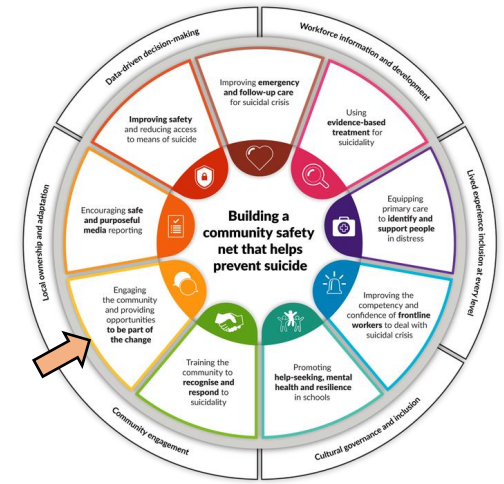 Data-driven decision-making
Workforce information and development
Lived experience inclusion at every level
Cultural governance and inclusion
Community engagement
Local ownership and adaptation
Improving emergency
and follow-up care
for suicidal crisis
Using
evidence-based
treatment for
suicidality
Equipping
primary care
to identify and
support people
in distress
Improving the
competency and
confidence of frontline
workers to deal with
suicidal crisis
Promoting
help-seeking, mental
health and resilience
in schools
Training the
community to
recognise and
respond to
suicidality
Engaging
the community
and providing
opportunities
to be part of
the change
Encouraging safe
and purposeful
media reporting
Improving safety
and reducing access
to means of suicide
Building a
community safety
net that helps
prevent suicide